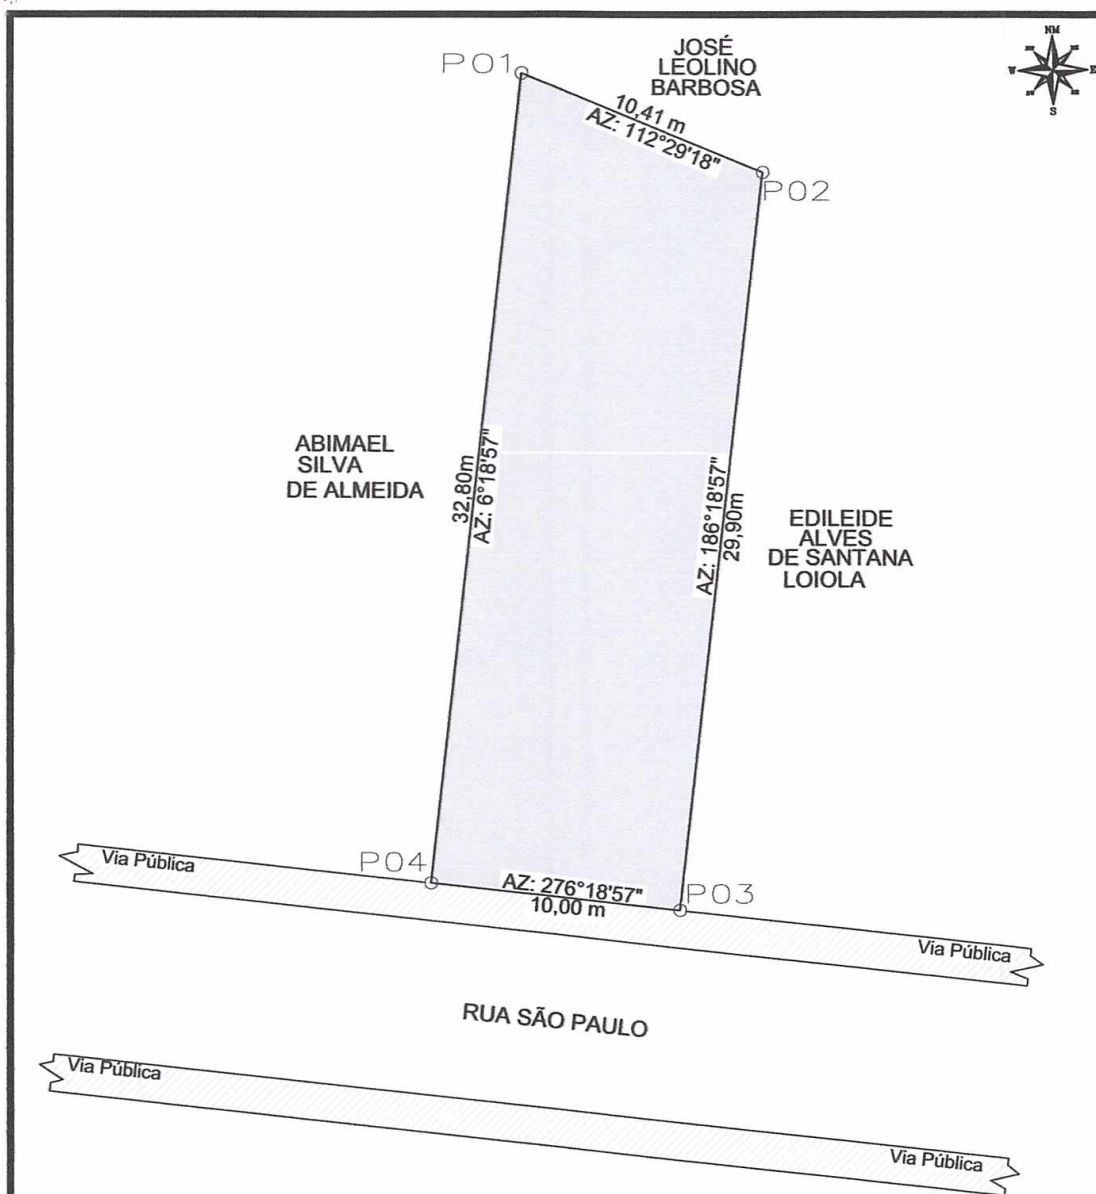 NM
W
E
S
P01
JOSÉ
LEOLINO
BARBOSA
10,41 m
AZ: 112°29'18"
P02
ABIMAEL
SILVA
DE ALMEIDA
32,80m
AZ: 6°18'57"
AZ: 186°18'57"
29,90m
EDILEIDE
ALVES
DE SANTANA
LOIOLA
P04
AZ: 276°18'57"
10,00 m
P03
Via Pública
Via Pública
RUA SÃO PAULO
Via Pública
Via Pública